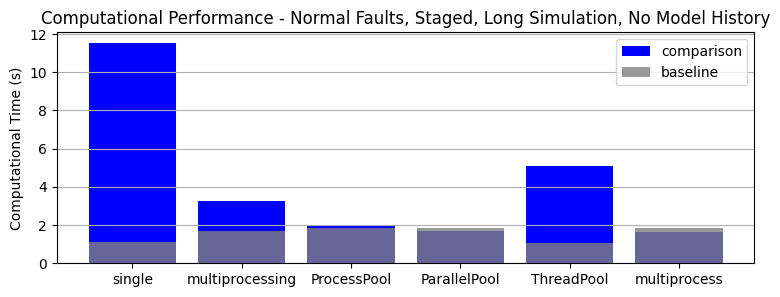 Computational Performance - Normal Faults, Staged, Long Simulation, No Model History
Computational Time (s)
12
10
8
6
4
2
0
comparison
baseline
single multiprocessing ProcessPool ParallelPool ThreadPool multiprocess